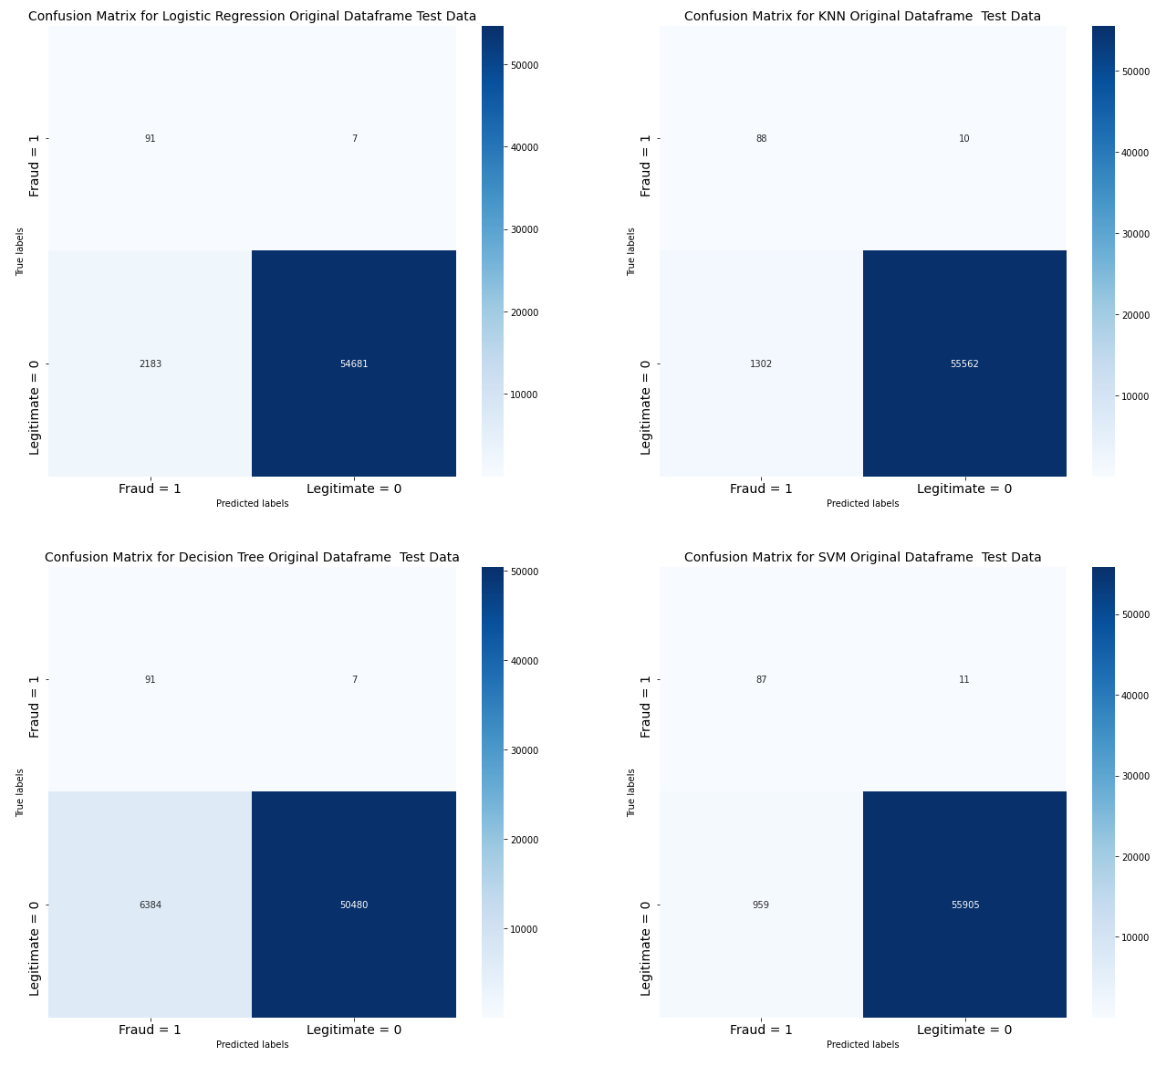 Confusion Matrix for Logistic Regression Original Dataframe Test Data
Fraud = 1
Legitimate = 0
True labels
91
7
2183
54681
Fraud = 1
Legitimate = 0
Predicted labels
50000
40000
30000
20000
10000
Confusion Matrix for KNN Original Dataframe  Test Data
Fraud = 1
Legitimate = 0
True labels
88
10
1302
55562
Fraud = 1
Legitimate = 0
Predicted labels
50000
40000
30000
20000
10000
Confusion Matrix for Decision Tree Original Dataframe  Test Data
Fraud = 1
Legitimate = 0
True labels
91
7
6384
50480
Fraud = 1
Legitimate = 0
Predicted labels
50000
40000
30000
20000
10000
Confusion Matrix for SVM Original Dataframe  Test Data
Fraud = 1
Legitimate = 0
True labels
87
11
959
55905
Fraud = 1
Legitimate = 0
Predicted labels
50000
40000
30000
20000
10000